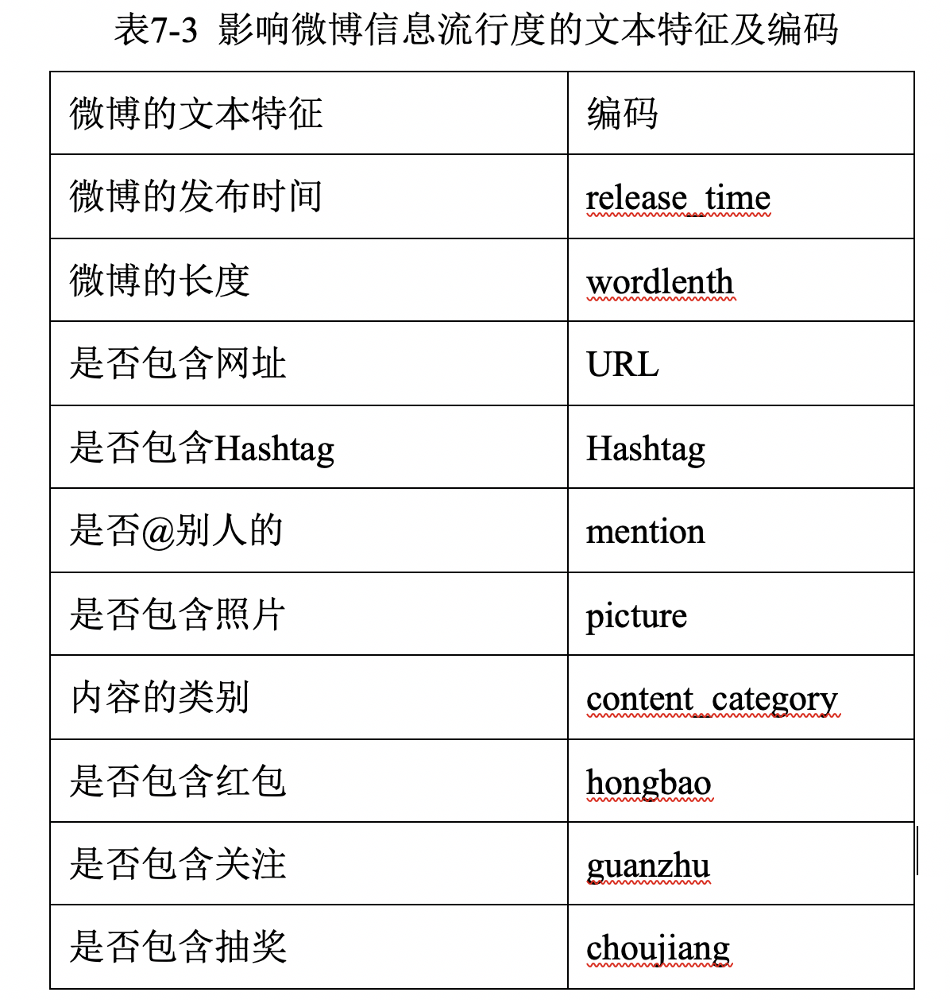 表7-3 影响微博信息流行度的文本特征及编码
微博的文本特征 编码
微博的发布时间 release_time
微博的长度 wordlenth
是否包含网址 URL
是否包含Hashtag Hashtag
是否@别人的 mention
是否包含照片 picture
内容的类别 content_category
是否包含红包 hongbao
是否包含关注 guanzhu
是否包含抽奖 choujiang